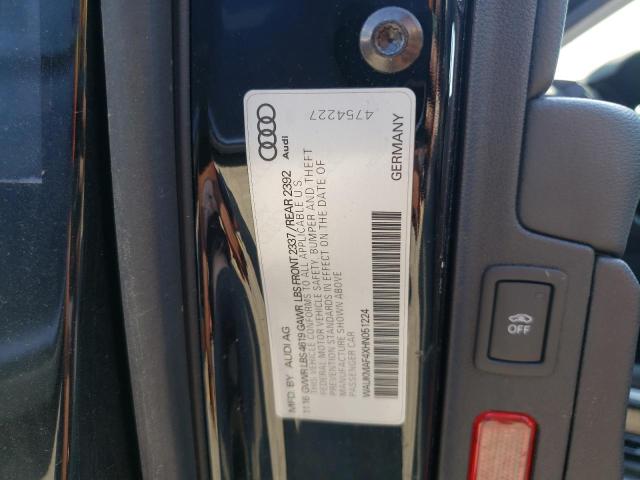 MFD. BY AUDI AG
11·16 GVWR LBS 4619 GAWR LBS FRONT 2337/REAR 2392
THIS VEHICLE CONFORMS TO ALL APPLICABLE U.S.
FEDERAL MOTOR VEHICLE SAFETY, BUMPER AND THEFT
PREVENTION STANDARDS IN EFFECT ON THE DATE OF
MANUFACTURE SHOWN ABOVE
PASSENGER CAR
WAUKMAF4XHN051224
Audi
4754227
GERMANY
OFF